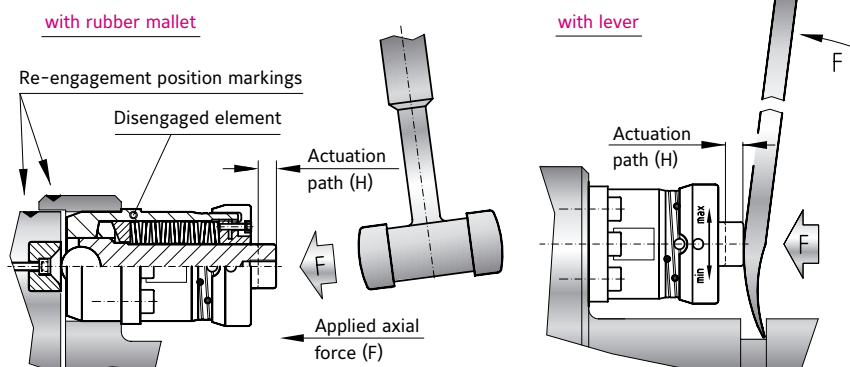 with rubber mallet
Re-engagement position markings
Disengaged element
Actuation
path (H)
F
Applied axial
force (F)
with lever
F
Actuation
path (H)
max
min
F